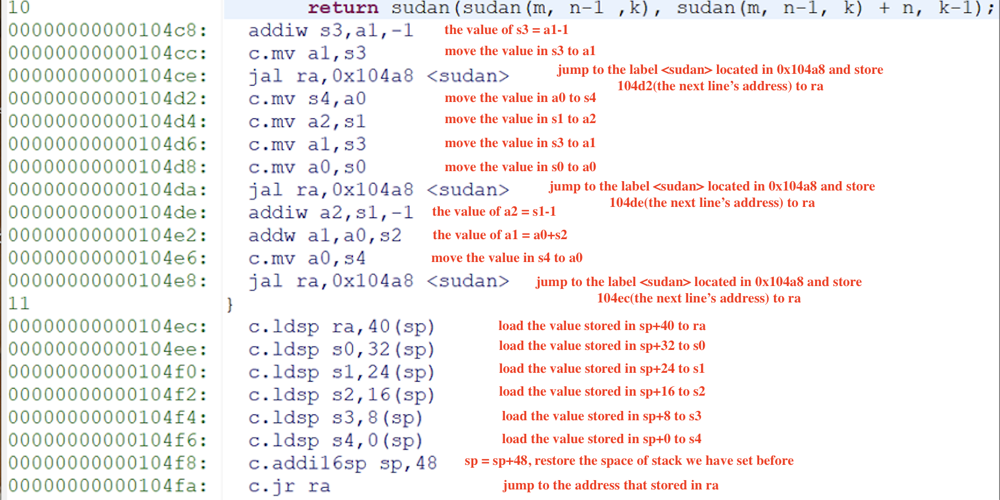 10 return sudan(sudan(m, n-1 ,k), sudan(m, n-1, k) + n, k-1);
00000000000104c8: addiw s3,a1,-1 the value of s3 = a1-1
00000000000104cc: c.mv a1,s3 move the value in s3 to a1
00000000000104ce: jal ra,0x104a8 <sudan> jump to the label <sudan> located in 0x104a8 and store
104d2(the next line's address) to ra
00000000000104d2: c.mv s4,a0 move the value in a0 to s4
00000000000104d4: c.mv a2,s1 move the value in s1 to a2
00000000000104d6: c.mv a1,s3 move the value in s3 to a1
00000000000104d8: c.mv a0,s0 move the value in s0 to a0
00000000000104da: jal ra,0x104a8 <sudan> jump to the label <sudan> located in 0x104a8 and store
104de(the next line's address) to ra
00000000000104de: addiw a2,s1,-1 the value of a2 = s1-1
00000000000104e2: addw a1,a0,s2 the value of a1 = a0+s2
00000000000104e6: c.mv a0,s4 move the value in s4 to a0
00000000000104e8: jal ra,0x104a8 <sudan> jump to the label <sudan> located in 0x104a8 and store
104ec(the next line's address) to ra
11 }
00000000000104ec: c.ldsp ra,40(sp) load the value stored in sp+40 to ra
00000000000104ee: c.ldsp s0,32(sp) load the value stored in sp+32 to s0
00000000000104f0: c.ldsp s1,24(sp) load the value stored in sp+24 to s1
00000000000104f2: c.ldsp s2,16(sp) load the value stored in sp+16 to s2
00000000000104f4: c.ldsp s3,8(sp) load the value stored in sp+8 to s3
00000000000104f6: c.ldsp s4,0(sp) load the value stored in sp+0 to s4
00000000000104f8: c.addi16sp sp,48 sp = sp+48, restore the space of stack we have set before
00000000000104fa: c.jr ra jump to the address that stored in ra